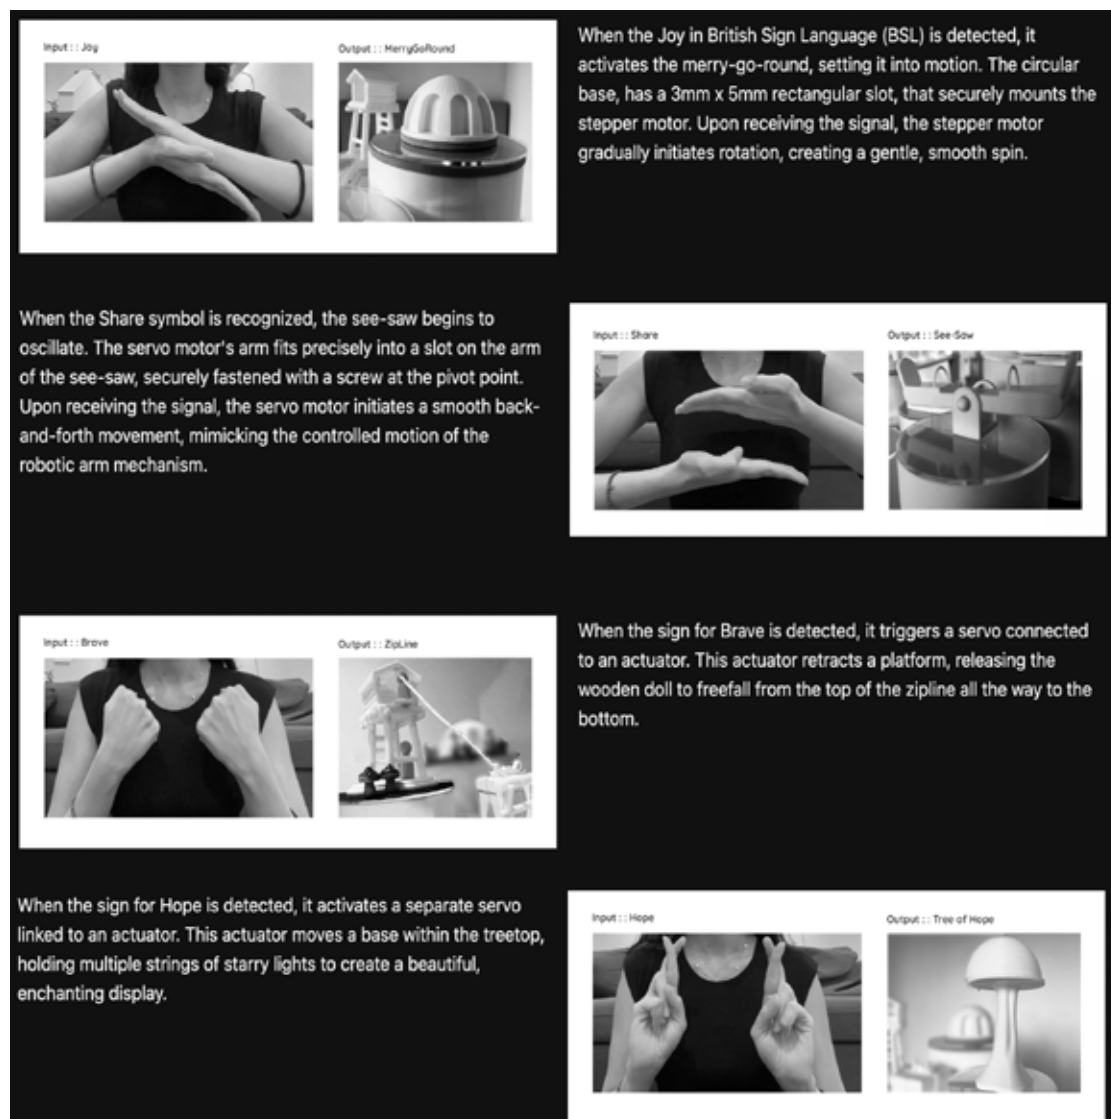 Input : : Joy
Output : : MerryGoRound
When the Joy in British Sign Language (BSL) is detected, it
activates the merry-go-round, setting it into motion. The circular
base, has a 3mm x 5mm rectangular slot, that securely mounts the
stepper motor. Upon receiving the signal, the stepper motor
gradually initiates rotation, creating a gentle, smooth spin.
When the Share symbol is recognized, the see-saw begins to
oscillate. The servo motor's arm fits precisely into a slot on the arm
of the see-saw, securely fastened with a screw at the pivot point.
Upon receiving the signal, the servo motor initiates a smooth back-
and-forth movement, mimicking the controlled motion of the
robotic arm mechanism.
Input : : Share
Output : : See-Saw
Input : : Brave
Output : : ZipLine
When the sign for Brave is detected, it triggers a servo connected
to an actuator. This actuator retracts a platform, releasing the
wooden doll to freefall from the top of the zipline all the way to the
bottom.
When the sign for Hope is detected, it activates a separate servo
linked to an actuator. This actuator moves a base within the treetop,
holding multiple strings of starry lights to create a beautiful,
enchanting display.
Input : : Hope
Output : : Tree of Hope